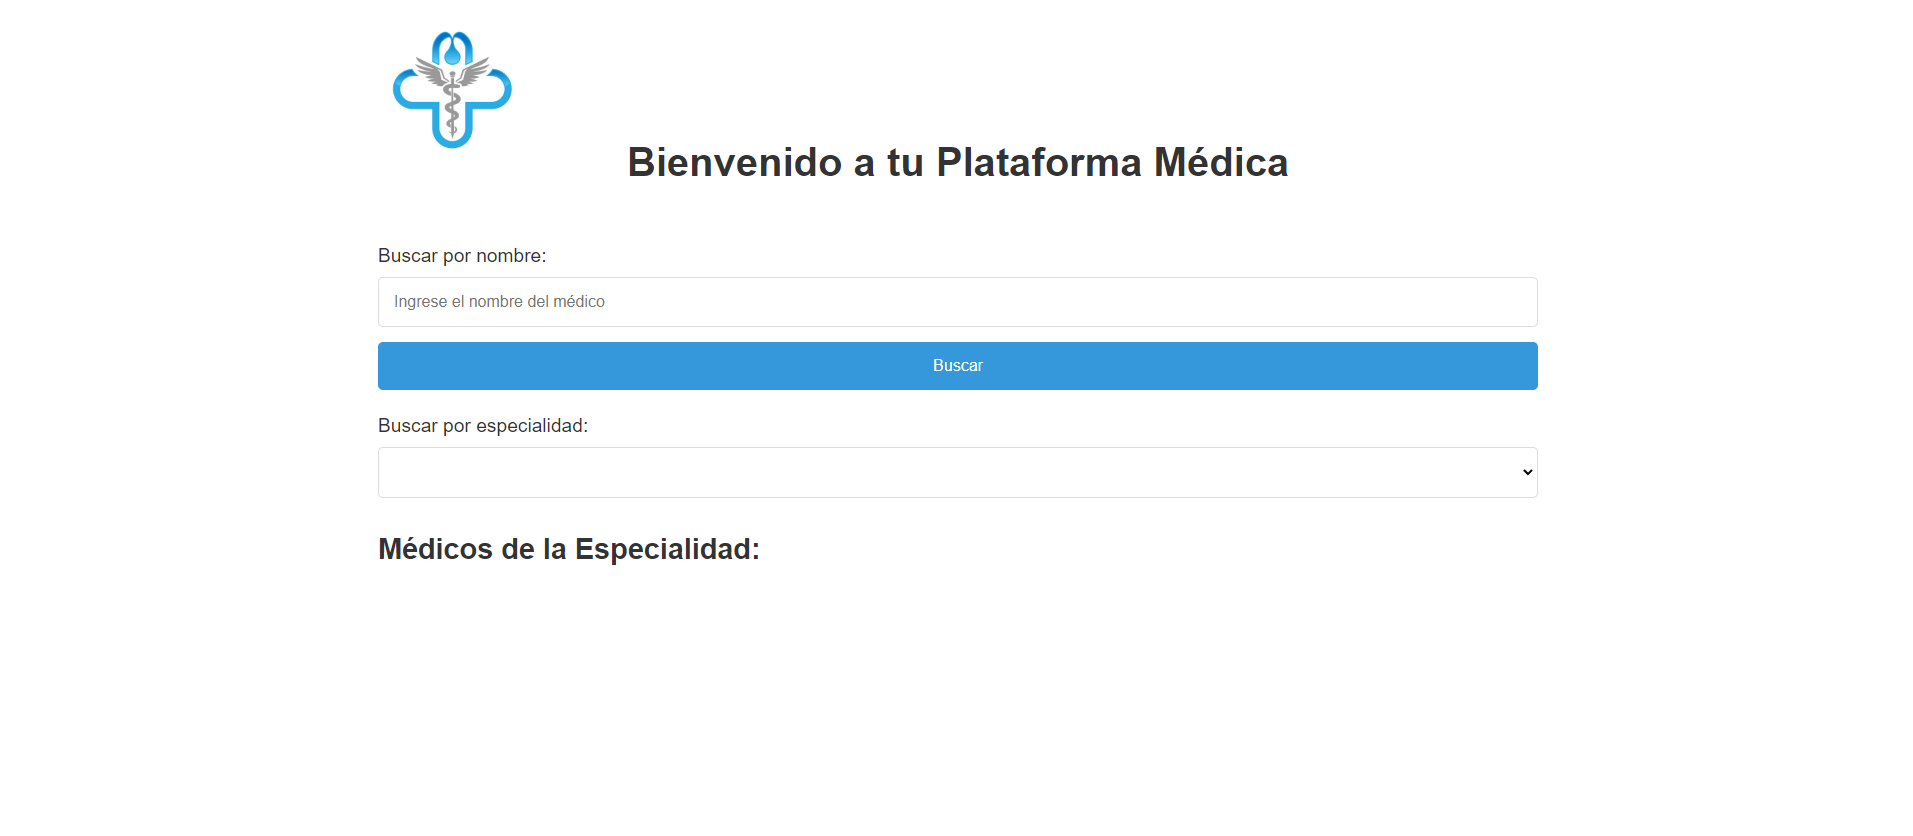 Bienvenido a tu Plataforma Médica
Buscar por nombre:
Ingrese el nombre del médico
Buscar
Buscar por especialidad:
Médicos de la Especialidad: